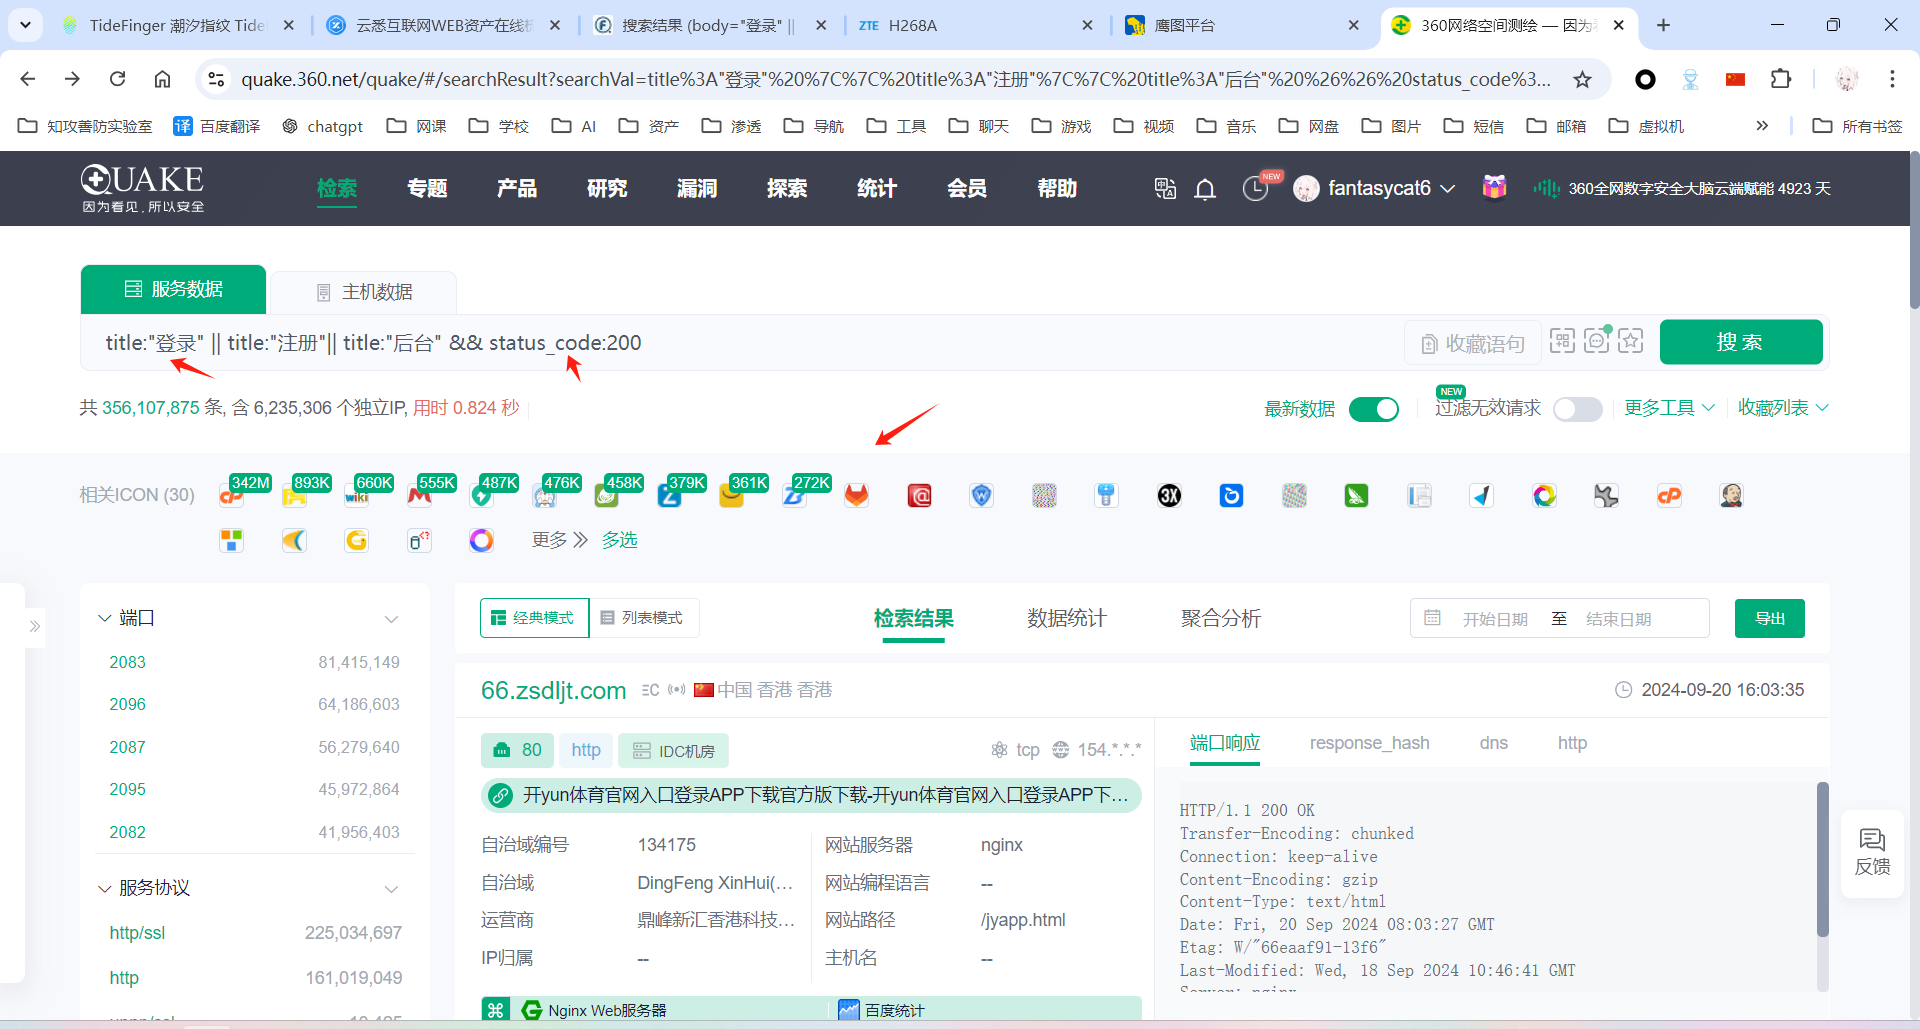 TideFinger 潮汐指纹 Tide
云悉互联网WEB资产在线
搜索结果 (body="登录" ||
ZTE H268A
鹰图平台
360网络空间测绘 — 因为
quake.360.net/quake/#/searchResult?searchVal=title%3A"登录"%20%7C%7C%20title%3A"注册"%7C%7C%20title%3A"后台"%20%26%26%20status_code%3...
知攻善防实验室 译 百度翻译 chatgpt 网课 学校 AI 资产 渗透 导航 工具 聊天 游戏 视频 音乐 网盘 图片 短信 邮箱 虚拟机 » 所有书签
QUAKE
因为看见, 所以安全
检索 专题 产品 研究 漏洞 探索 统计 会员 帮助
NEW
fantasycat6
360全网数字安全大脑云端赋能 4923 天
服务数据
主机数据
title:"登录" || title:"注册"|| title:"后台" && status_code:200
收藏语句
搜 索
共 356,107,875 条, 含 6,235,306 个独立IP, 用时 0.824 秒
最新数据
NEW
过滤无效请求
更多工具
收藏列表
相关ICON (30)
342M 893K 660K 555K 487K 476K 458K 379K 361K 272K
wiki
3X
更多 多选
端口
2083 81,415,149
2096 64,186,603
2087 56,279,640
2095 45,972,864
2082 41,956,403
服务协议
http/ssl 225,034,697
http 161,019,049
经典模式 列表模式
检索结果 数据统计 聚合分析
开始日期 至 结束日期
导出
66.zsdljt.com 中国 香港 香港
2024-09-20 16:03:35
80 http IDC机房
tcp 154.*.*.*
开yun体育官网入口登录APP下载官方版下载-开yun体育官网入口登录APP下...
自治域编号 134175
自治域 DingFeng XinHui(...
运营商 鼎峰新汇香港科技...
IP归属 --
网站服务器 nginx
网站编程语言 --
网站路径 /jyapp.html
主机名 --
Nginx Web服务器
百度统计
端口响应 response_hash dns http
HTTP/1.1 200 OK
Transfer-Encoding: chunked
Connection: keep-alive
Content-Encoding: gzip
Content-Type: text/html
Date: Fri, 20 Sep 2024 08:03:27 GMT
Etag: W/"66eaaf91-13f6"
Last-Modified: Wed, 18 Sep 2024 10:46:41 GMT
Server: nginx
反馈